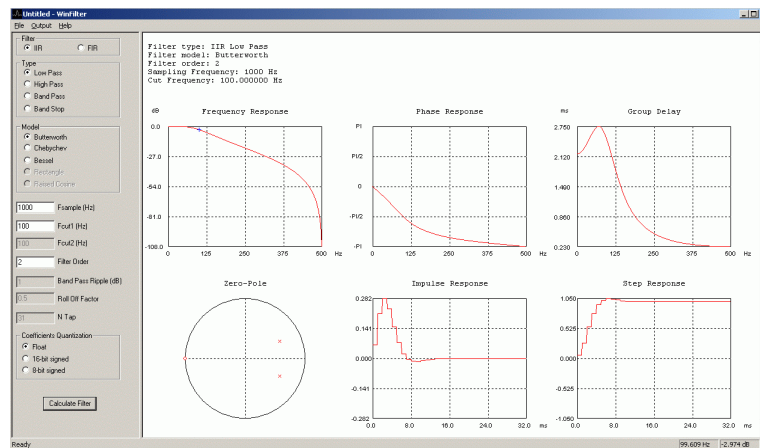 Untitled - WinFilter
File Output Help
Filter
IIR FIR
Type
Low Pass
High Pass
Band Pass
Band Stop
Model
Butterworth
Chebychev
Bessel
Rectangle
Raised Cosine
1000 Fsample (Hz)
100 Fcut1 (Hz)
100 Fcut2 (Hz)
2 Filter Order
1 Band Pass Ripple (dB)
0.5 Roll Off Factor
31 N Tap
Coefficients Quantization
Float
16-bit signed
8-bit signed
Calculate Filter
Filter type: IIR Low Pass
Filter model: Butterworth
Filter order: 2
Sampling Frequency: 1000 Hz
Cut Frequency: 100.000000 Hz
dB Frequency Response
0.0
-27.0
-54.0
-81.0
-108.0
0 125 250 375 500 Hz
Phase Response
PI
PI/2
0
-PI/2
-PI
0 125 250 375 500 Hz
ms Group Delay
2.750
2.120
1.490
0.860
0.230
0 125 250 375 500 Hz
Zero-Pole
Impulse Response
0.282
0.141
0.000
-0.141
-0.282
0.0 8.0 16.0 24.0 32.0 ms
Step Response
1.050
0.525
0.000
-0.525
-1.050
0.0 8.0 16.0 24.0 32.0 ms
Ready
99.609 Hz -2.974 dB